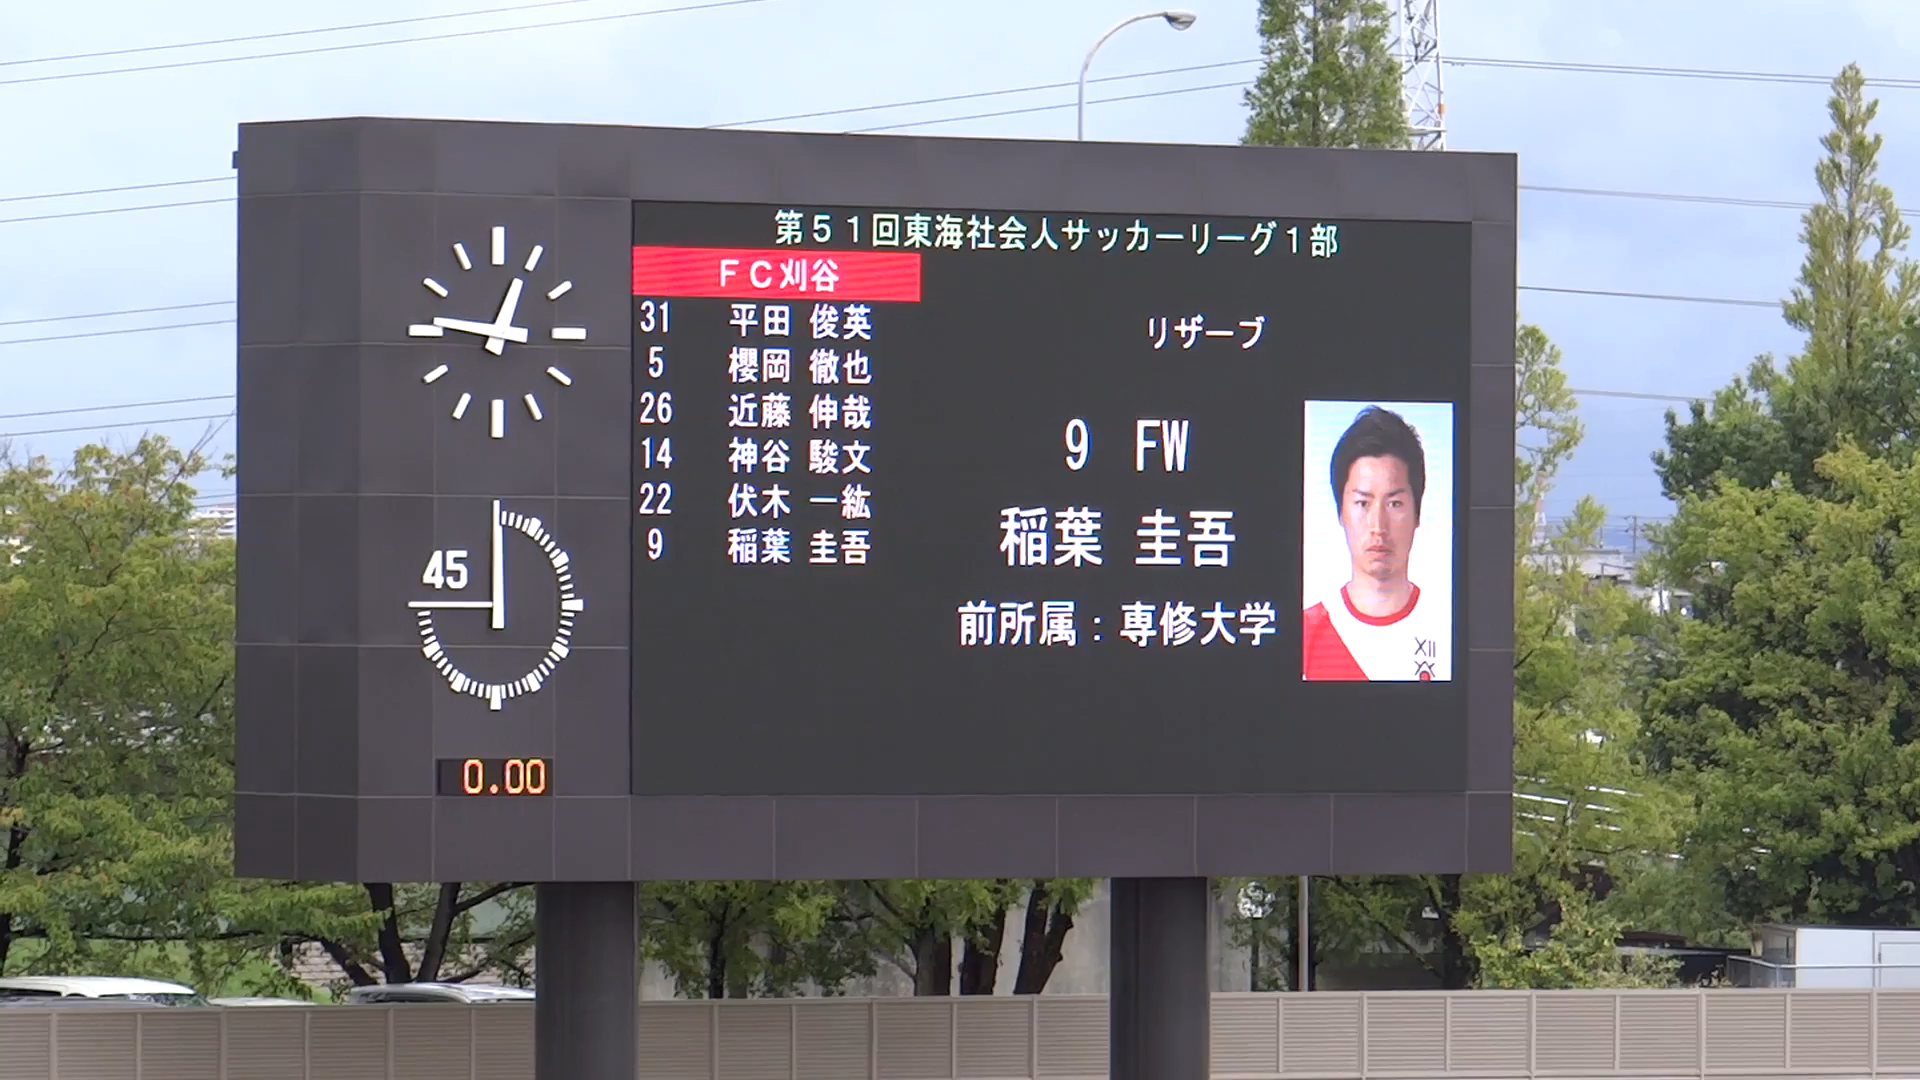 第５１回東海社会人サッカーリーグ１部
ＦＣ刈谷
31 平田 俊英
5 櫻岡 徹也
26 近藤 伸哉
14 神谷 駿文
22 伏木 一紘
9 稲葉 圭吾
リザーブ
9 FW
稲葉 圭吾
前所属：専修大学
45
0.00